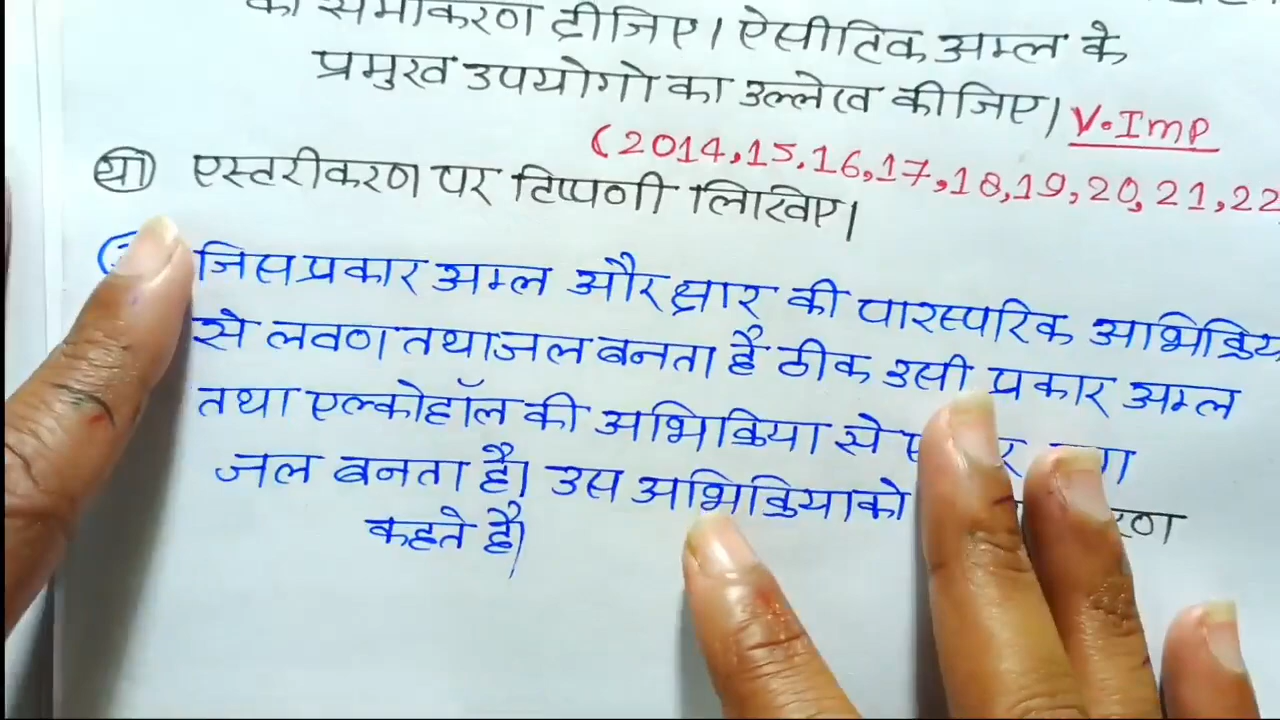 का समीकरण दीजिए। ऐसीटिक अम्ल के
प्रमुख उपयोगो का उल्लेख कीजिए। V.Imp
(2014,15,16,17,18,19,20,21,22
या एस्तरीकरण पर टिप्पणी लिखिए।
जिस प्रकार अम्ल और क्षार की पारस्परिक
से लवण तथा जल बनता है ठीक उसी प्रकार अम्ल
तथा एल्कोहॉल की अभिक्रिया से
जल बनता है। उस अभिक्रिया को
कहते है।